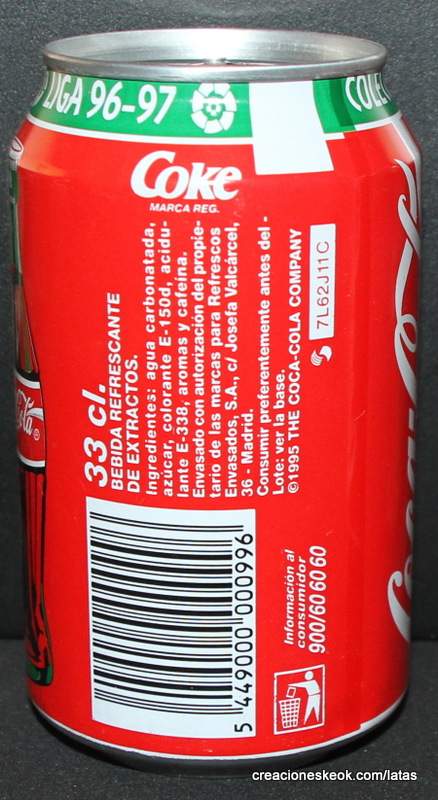 LIGA 96-97
COLE
Coke
MARCA REG.
33 cl.
BEBIDA REFRESCANTE
DE EXTRACTOS.
Ingredientes: agua carbonatada,
azúcar, colorante E-150d, acidu-
lante E-338, aromas y cafeína.
Envasado con autorización del propie-
tario de las marcas para Refrescos
Envasados, S.A., c/ Josefa Valcárcel,
36 - Madrid.
Consumir preferentemente antes del -
Lote: ver la base.
©1995 THE COCA-COLA COMPANY
7L62J11C
5 449000 000996
Información al
consumidor
900/60 60 60
Coca-Cola
creacioneskeok.com/latas